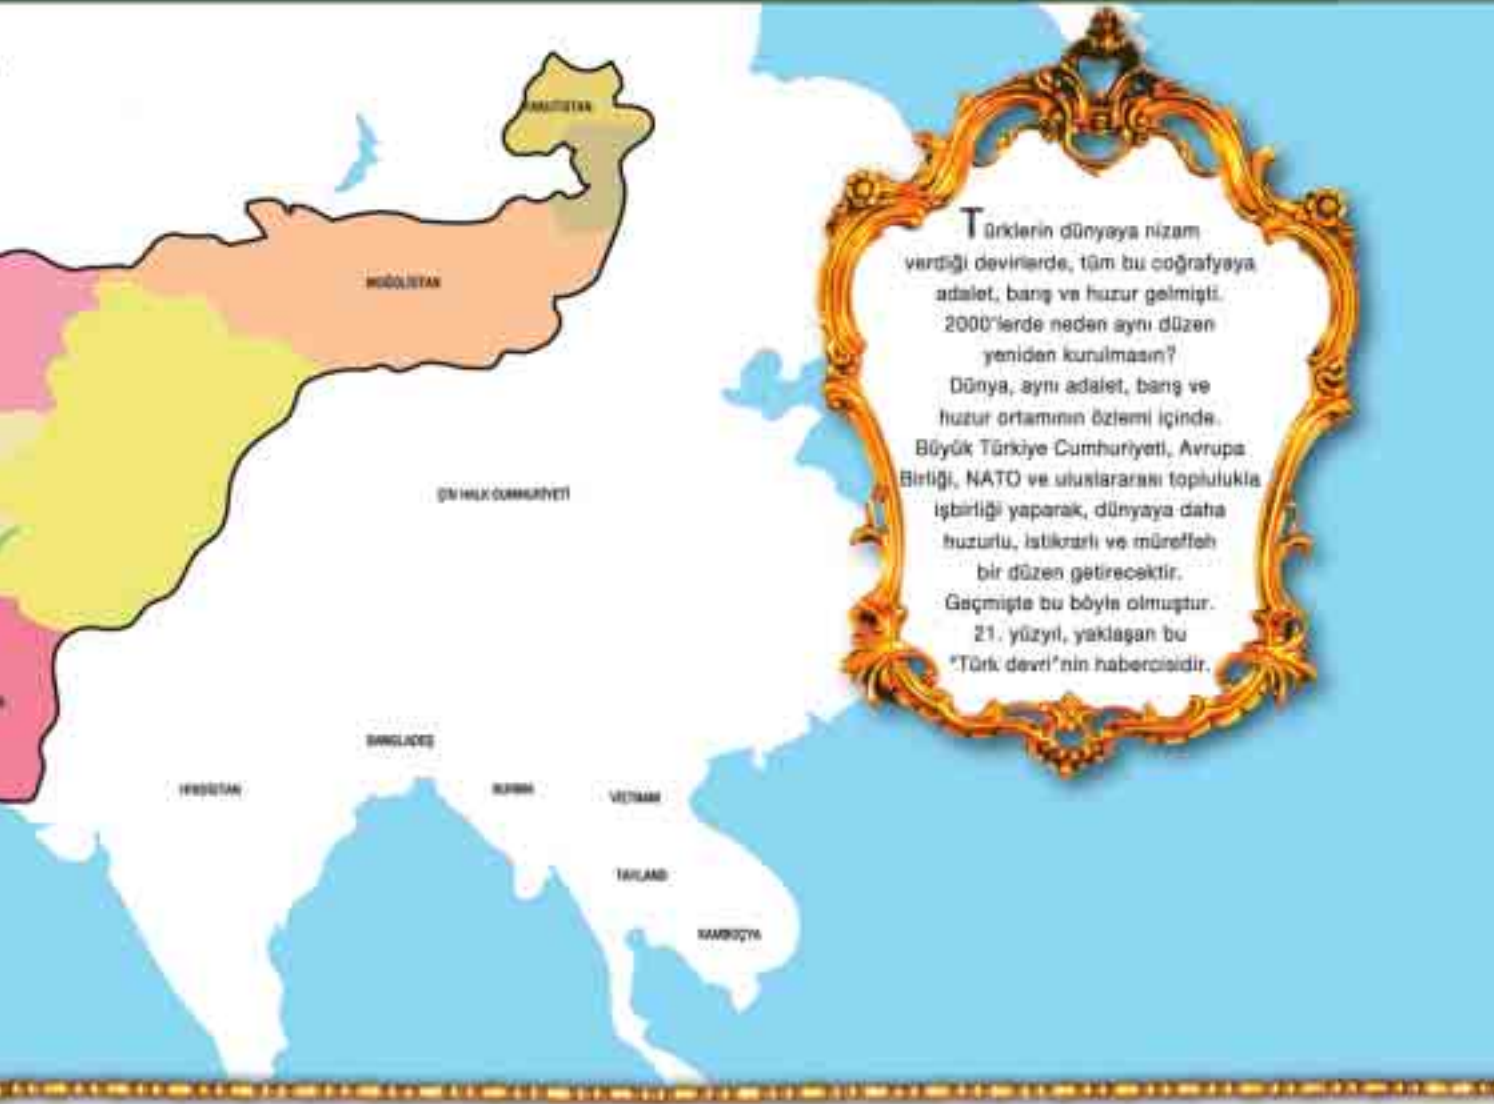 MOĞOLİSTAN
ÇİN HALK CUMHURİYETİ
BANGLADEŞ
HİNDİSTAN
BURMA
VİETNAM
TAYLAND
KAMBOÇYA
Türklerin dünyaya nizam
verdiği devirlerde, tüm bu coğrafyaya
adalet, barış ve huzur gelmişti.
2000'lerde neden aynı düzen
yeniden kurulmasın?
Dünya, aynı adalet, barış ve
huzur ortamının özlemi içinde.
Büyük Türkiye Cumhuriyeti, Avrupa
Birliği, NATO ve uluslararası toplulukla
işbirliği yaparak, dünyaya daha
huzurlu, istikrarlı ve müreffeh
bir düzen getirecektir.
Geçmişte bu böyle olmuştur.
21. yüzyıl, yaklaşan bu
"Türk devri"nin habercisidir.